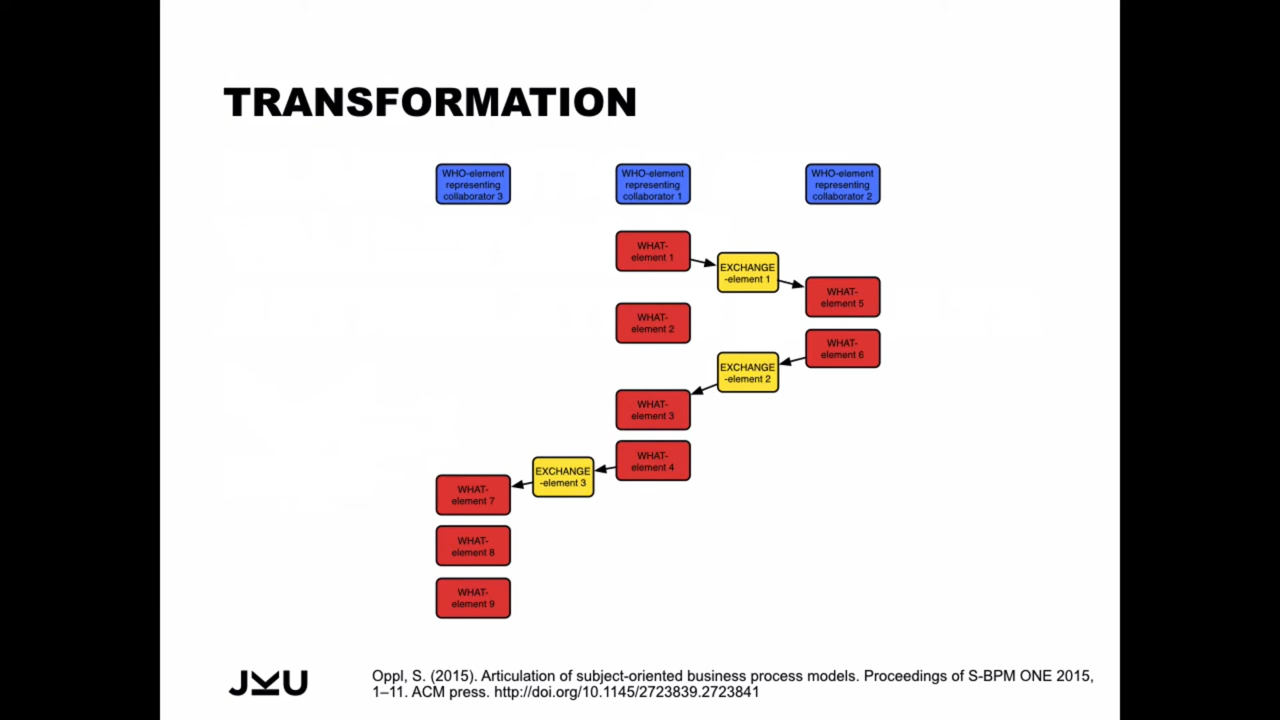 TRANSFORMATION
WHO-element
representing
collaborator 3
WHO-element
representing
collaborator 1
WHO-element
representing
collaborator 2
WHAT-
element 1
EXCHANGE
-element 1
WHAT-
element 5
WHAT-
element 2
WHAT-
element 6
EXCHANGE
-element 2
WHAT-
element 3
WHAT-
element 4
EXCHANGE
-element 3
WHAT-
element 7
WHAT-
element 8
WHAT-
element 9
JKU
Oppl, S. (2015). Articulation of subject-oriented business process models. Proceedings of S-BPM ONE 2015,
1–11. ACM press. http://doi.org/10.1145/2723839.2723841